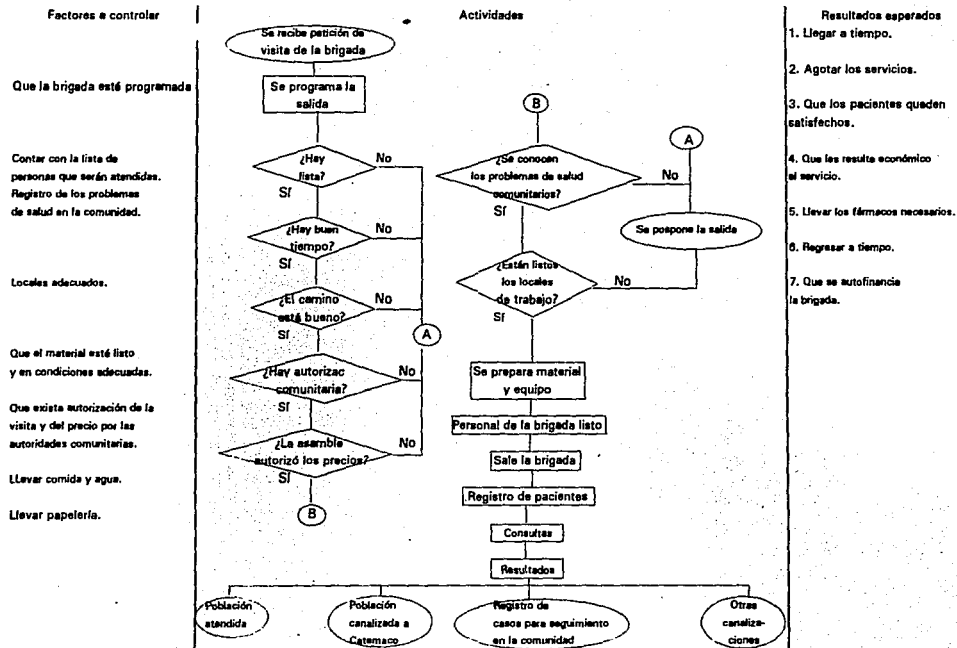 Factores a controlar
Actividades
Resultados esperados
Que la brigada esté programada
Contar con la lista de
personas que serán atendidas.
Registro de los problemas
de salud en la comunidad.
Locales adecuados.
Que el material esté listo
y en condiciones adecuadas.
Que exista autorización de la
visita y del precio por las
autoridades comunitarias.
LLevar comida y agua.
Llevar papelería.
Se recibe petición de
visita de la brigada
Se programa la
salida
¿Hay
lista?
No
Sí
¿Hay buen
tiempo?
No
Sí
¿El camino
está bueno?
No
Sí
A
¿Hay autorizac
comunitaria?
No
Sí
¿La asamble
autorizó los precios?
No
Sí
B
B
¿Se conocen
los problemas de salud
comunitarios?
No
Sí
A
Se pospone la salida
¿Están listos
los locales
de trabajo?
No
Sí
Se prepara material
y equipo
Personal de la brigada listo
Sale la brigada
Registro de pacientes
Consultas
Resultados
Población
atendida
Población
canalizada a
Catemaco
Registro de
casos para seguimiento
en la comunidad
Otras
canaliza-
ciones
1. Llegar a tiempo.
2. Agotar los servicios.
3. Que los pacientes queden
satisfechos.
4. Que les resulte económico
el servicio.
5. Llevar los fármacos necesarios.
6. Regresar a tiempo.
7. Que se autofinancie
la brigada.